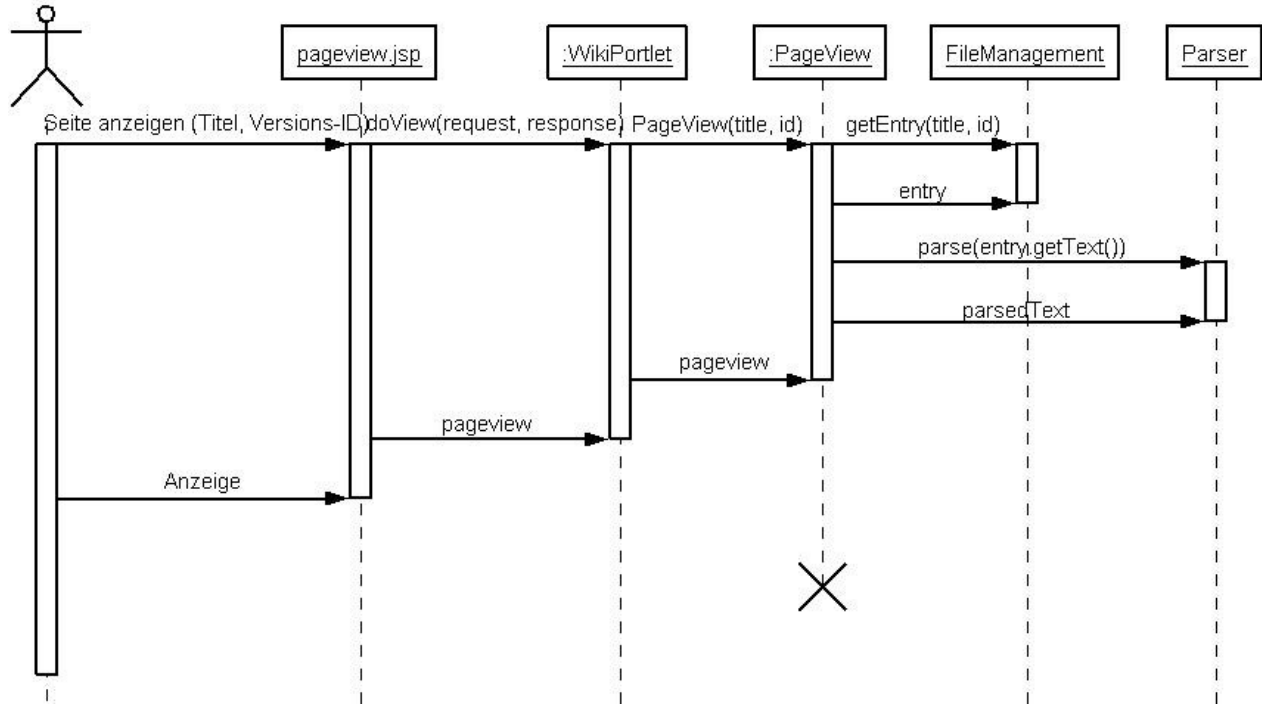 pageview.jsp
:WikiPortlet
:PageView
FileManagement
Parser
Seite anzeigen (Titel, Versions-ID)
doView(request, response)
PageView(title, id)
getEntry(title, id)
entry
parse(entry.getText())
parsedText
pageview
pageview
Anzeige